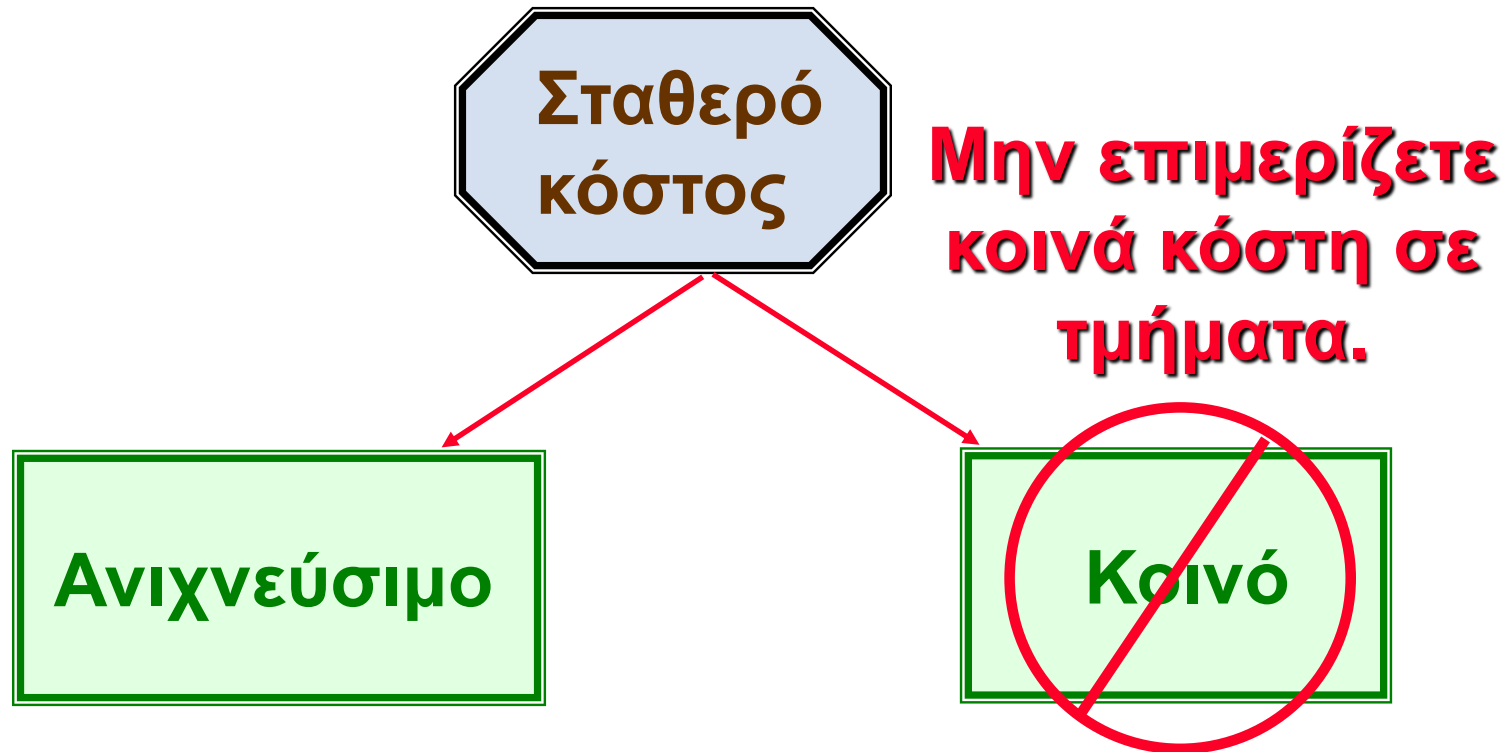 Σταθερό
κόστος
Μην επιμερίζετε
κοινά κόστη σε
τμήματα.
Ανιχνεύσιμο
Κοινό